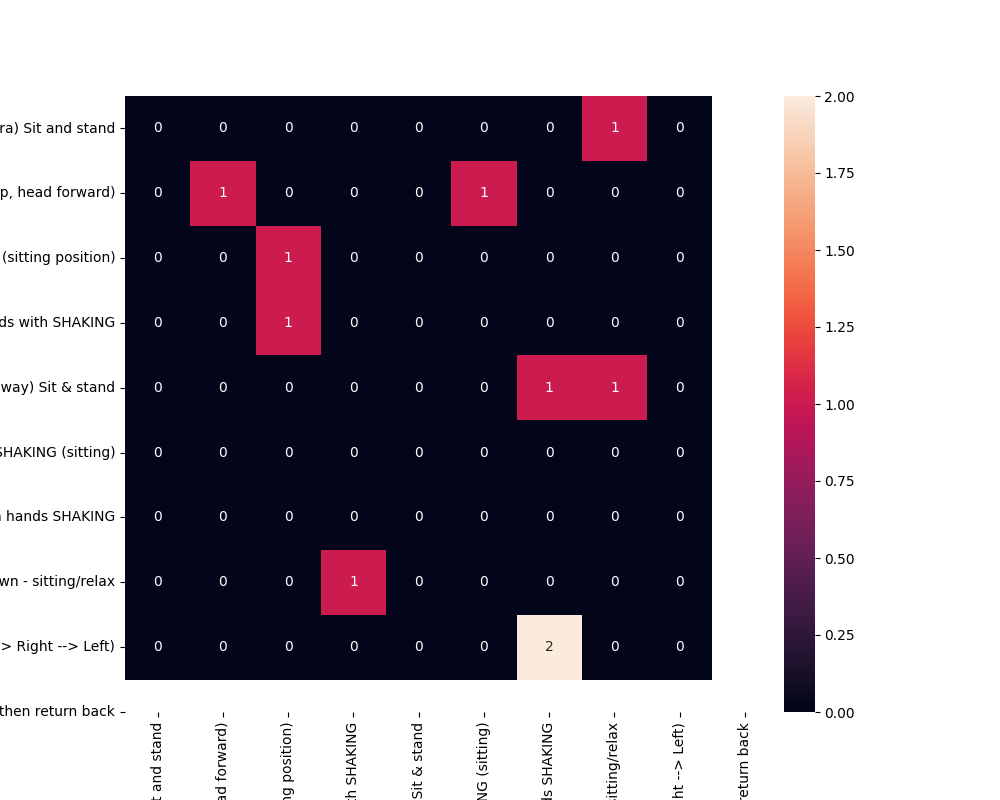 ra) Sit and stand 0 0 0 0 0 0 0 1 0
p, head forward) 0 1 0 0 0 1 0 0 0
(sitting position) 0 0 1 0 0 0 0 0 0
ds with SHAKING 0 0 1 0 0 0 0 0 0
way) Sit & stand 0 0 0 0 0 0 1 1 0
SHAKING (sitting) 0 0 0 0 0 0 0 0 0
hands SHAKING 0 0 0 0 0 0 0 0 0
wn - sitting/relax 0 0 0 1 0 0 0 0 0
> Right --> Left) 0 0 0 0 0 0 2 0 0
then return back
t and stand
ad forward)
ng position)
th SHAKING
Sit & stand
NG (sitting)
ds SHAKING
sitting/relax
ht --> Left)
return back
2.00
1.75
1.50
1.25
1.00
0.75
0.50
0.25
0.00